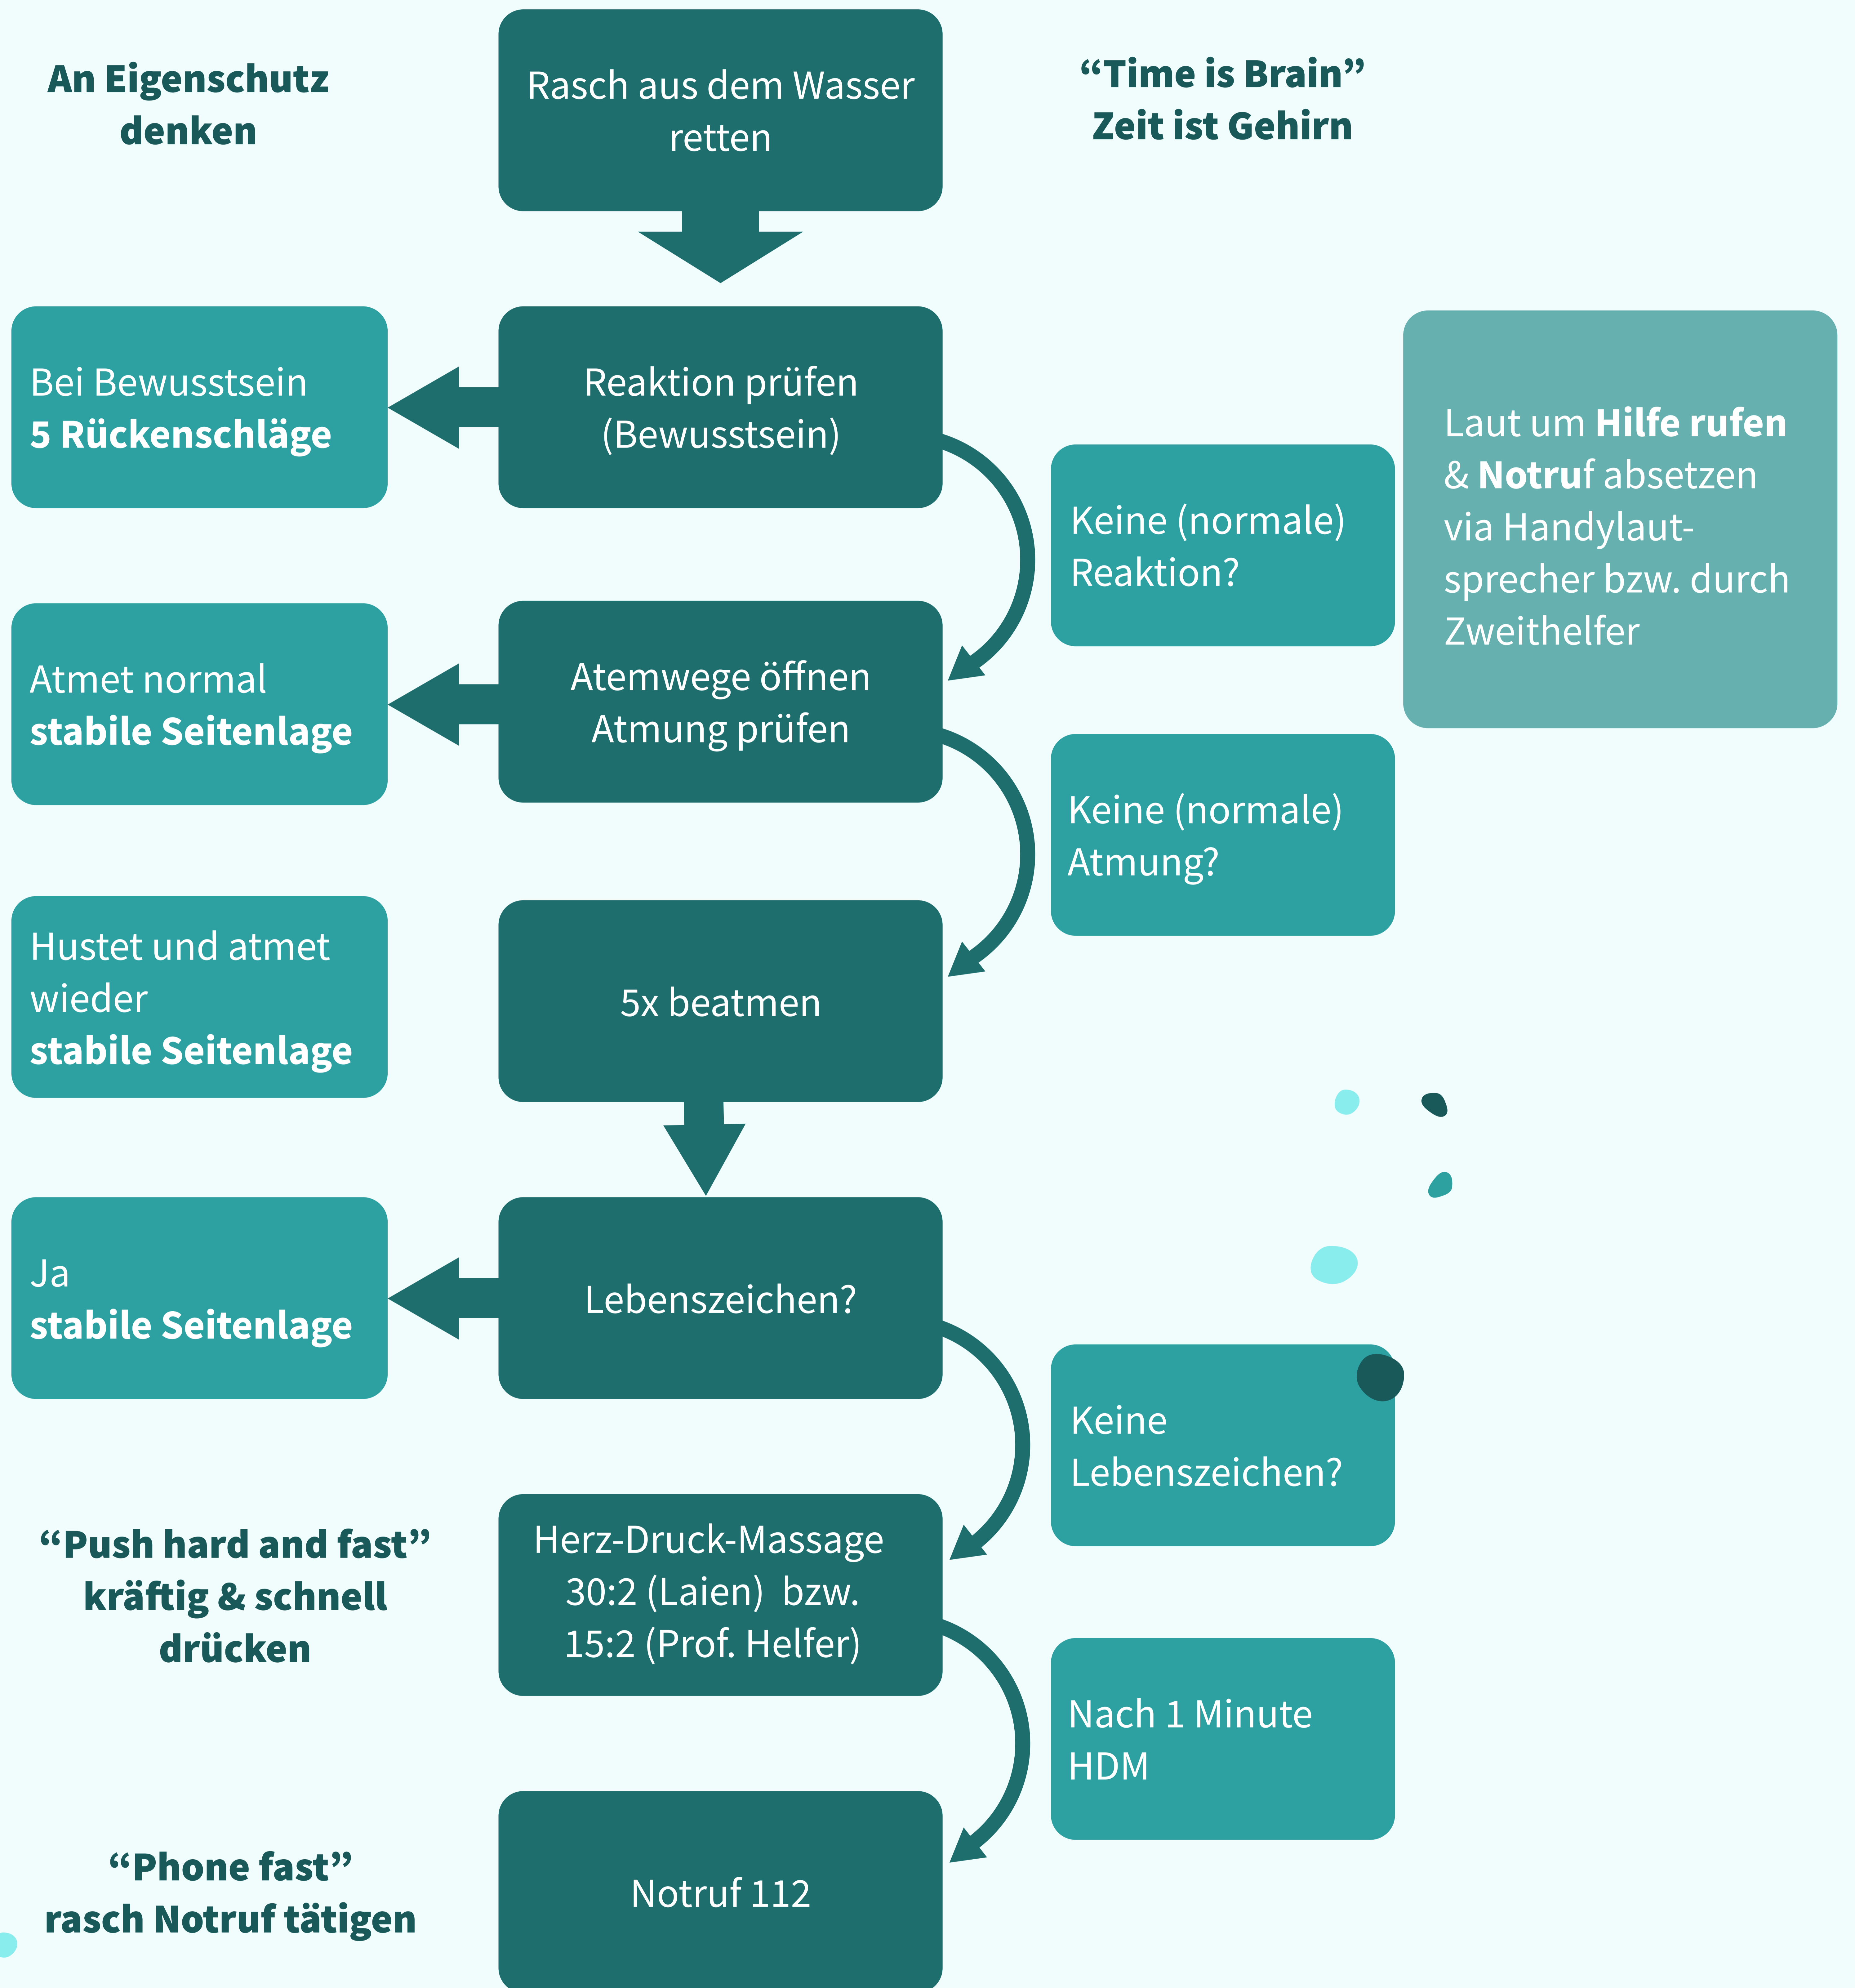 An Eigenschutz
denken
Rasch aus dem Wasser
retten
“Time is Brain”
Zeit ist Gehirn
Bei Bewusstsein
5 Rückenschläge
Reaktion prüfen
(Bewusstsein)
Keine (normale)
Reaktion?
Laut um Hilfe rufen
& Notruf absetzen
via Handylaut-
sprecher bzw. durch
Zweithelfer
Atmet normal
stabile Seitenlage
Atemwege öffnen
Atmung prüfen
Keine (normale)
Atmung?
Hustet und atmet
wieder
stabile Seitenlage
5x beatmen
Ja
stabile Seitenlage
Lebenszeichen?
Keine
Lebenszeichen?
“Push hard and fast”
kräftig & schnell
drücken
Herz-Druck-Massage
30:2 (Laien) bzw.
15:2 (Prof. Helfer)
Nach 1 Minute
HDM
“Phone fast”
rasch Notruf tätigen
Notruf 112